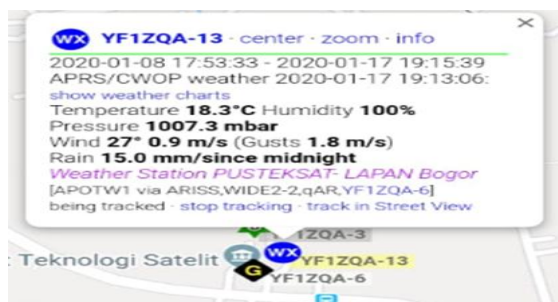 WX YF1ZQA-13 · center · zoom · info
2020-01-08 17:53:33 - 2020-01-17 19:15:39
APRS/CWOP weather 2020-01-17 19:13:06:
show weather charts
Temperature 18.3°C Humidity 100%
Pressure 1007.3 mbar
Wind 27° 0.9 m/s (Gusts 1.8 m/s)
Rain 15.0 mm/since midnight
Weather Station PUSTEKSAT- LAPAN Bogor
[APOTW1 via ARISS,WIDE2-2,qAR,YF1ZQA-6]
being tracked · stop tracking · track in Street View
1ZQA-3
Teknologi Satelit WX YF1ZQA-13
G YF1ZQA-6